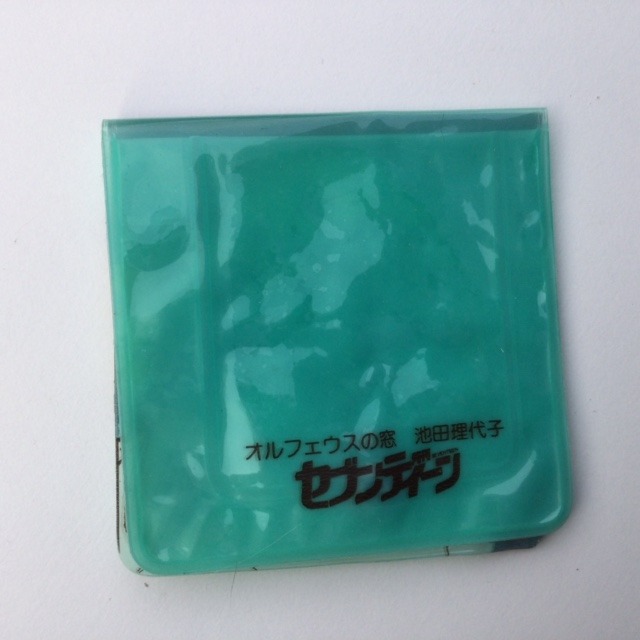 オルフェウスの窓　池田理代子
セブンティーン